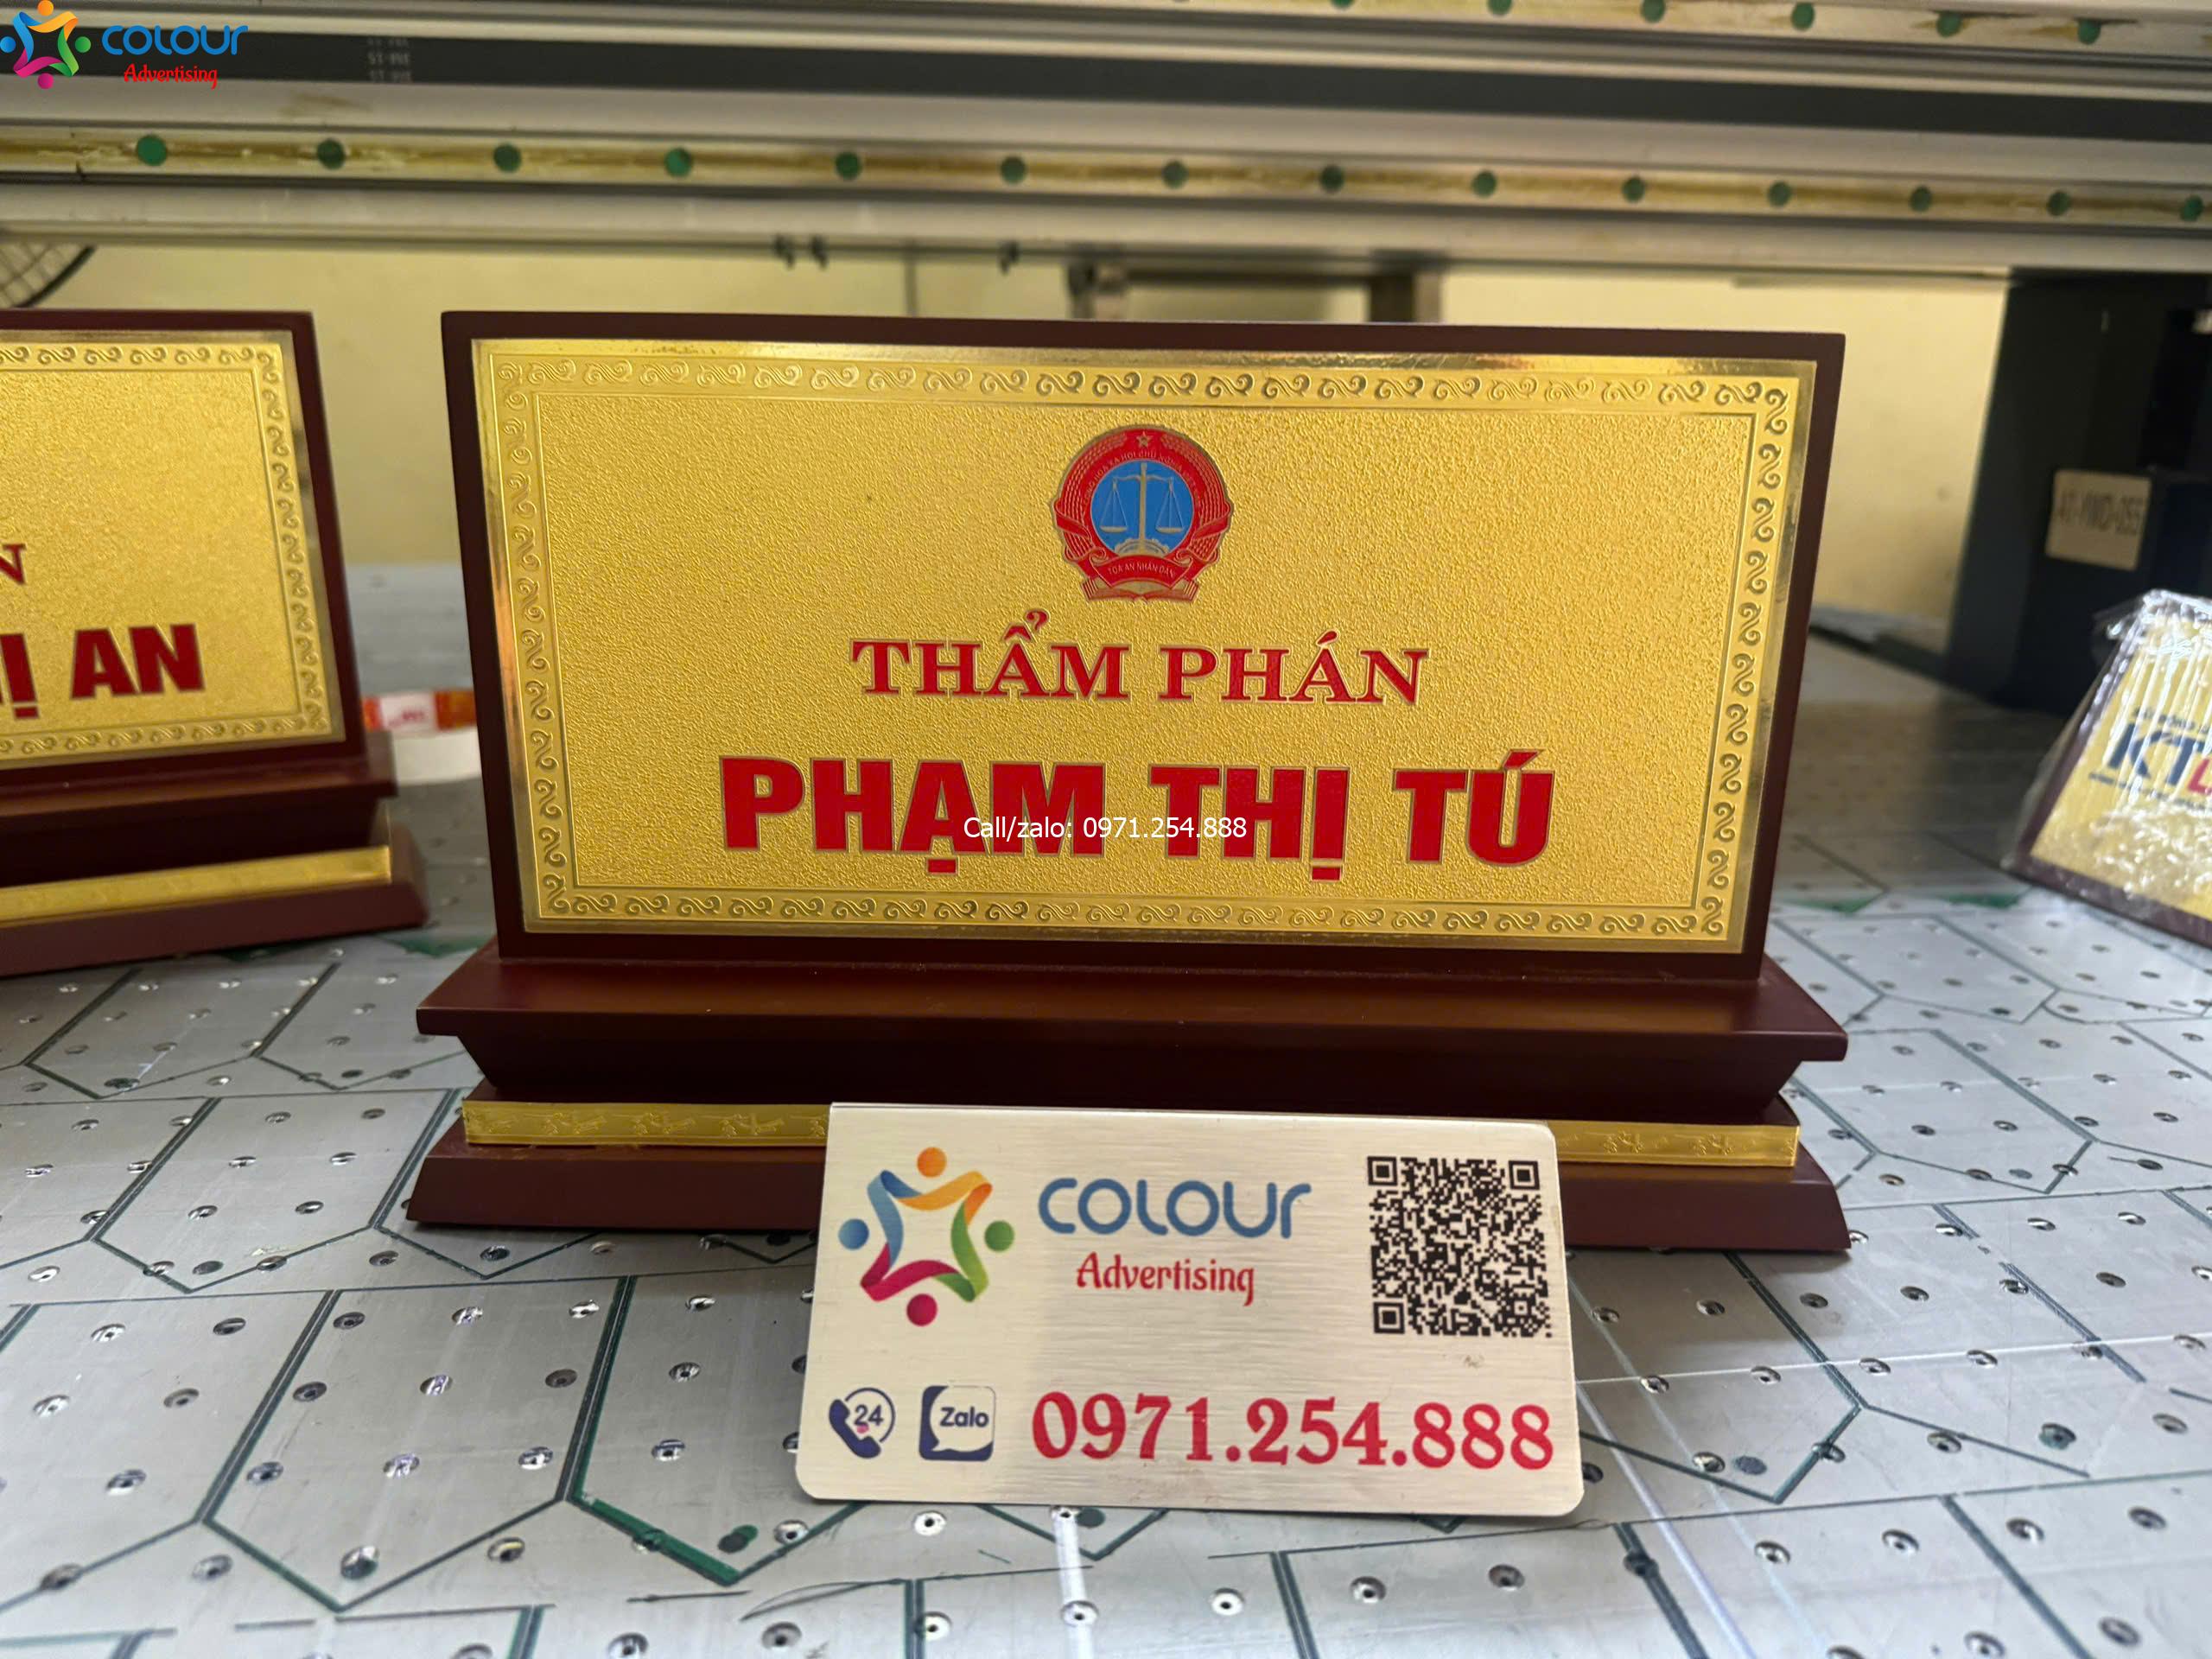 COLOUR
Advertising
TÒA ÁN NHÂN DÂN
THẨM PHÁN
PHẠM THỊ TÚ
Call/zalo: 0971.254.888
N
Ị AN
COLOUR
Advertising
24
Zalo
0971.254.888